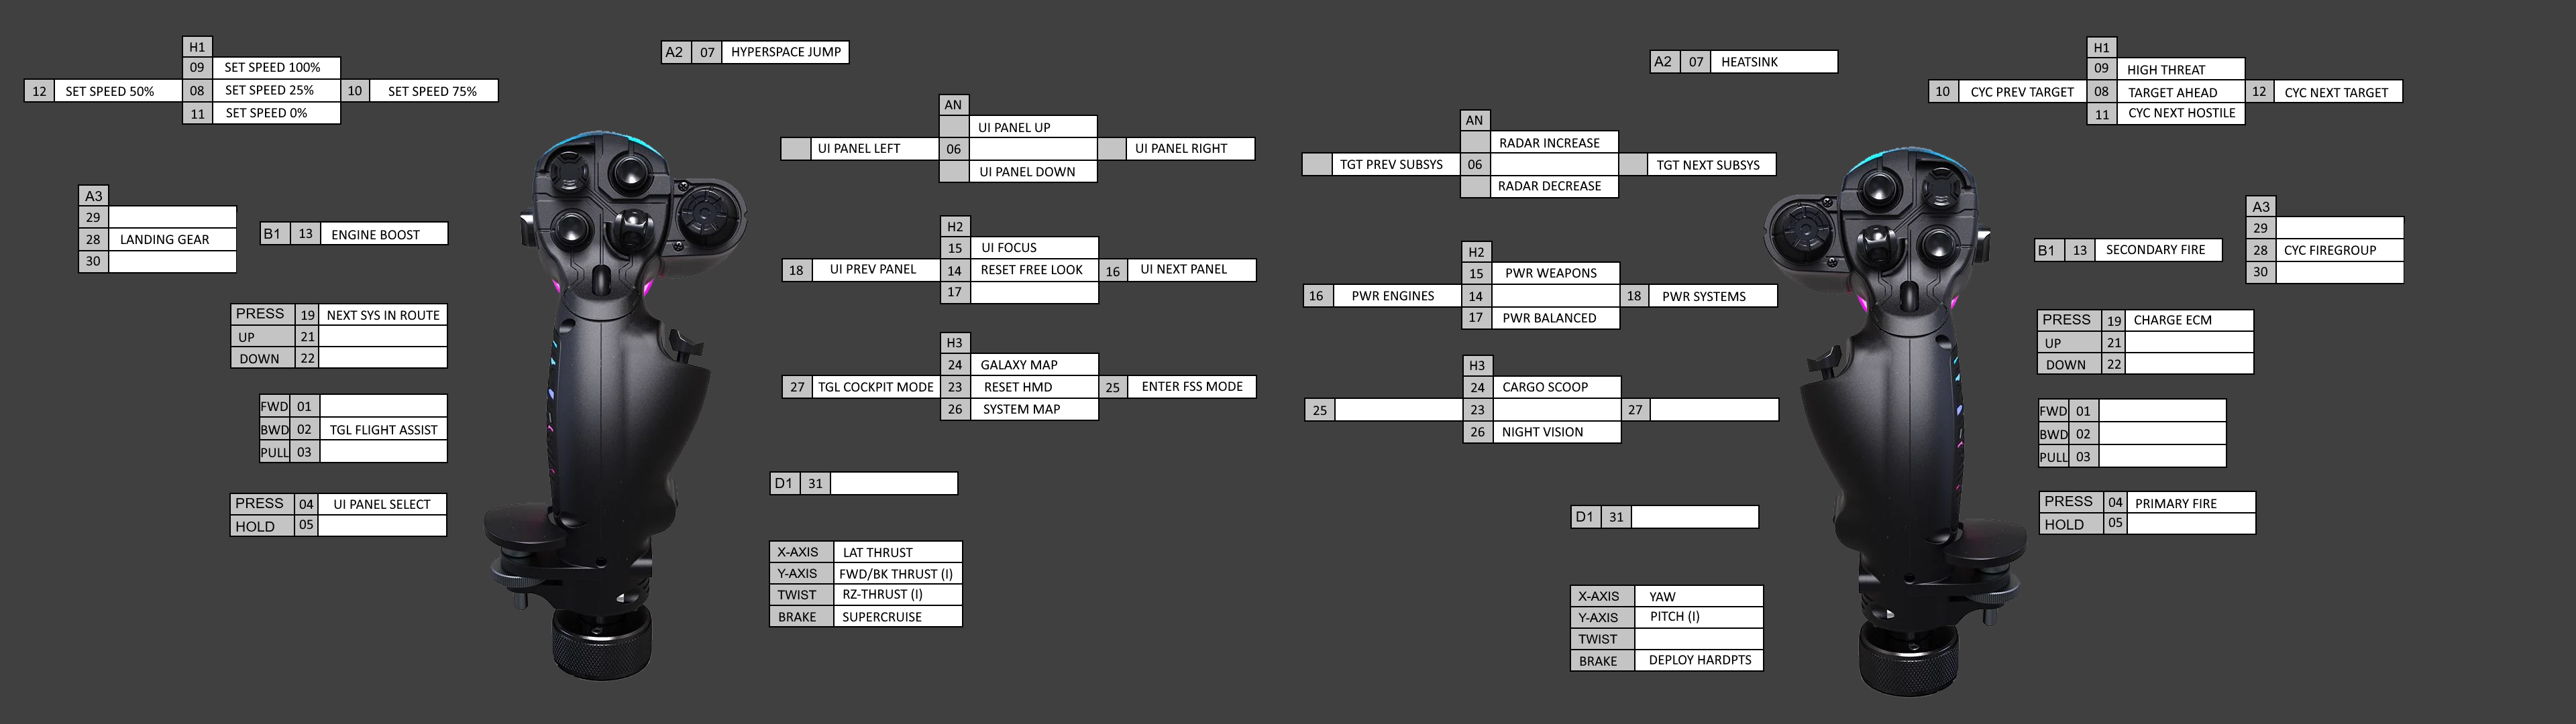 H1
09 SET SPEED 100%
12 SET SPEED 50% 08 SET SPEED 25% 10 SET SPEED 75%
11 SET SPEED 0%
A2 07 HYPERSPACE JUMP
AN
UI PANEL UP
UI PANEL LEFT 06 UI PANEL RIGHT
UI PANEL DOWN
A3
29
28 LANDING GEAR
30
B1 13 ENGINE BOOST
H2
15 UI FOCUS
18 UI PREV PANEL 14 RESET FREE LOOK 16 UI NEXT PANEL
17
PRESS 19 NEXT SYS IN ROUTE
UP 21
DOWN 22
H3
24 GALAXY MAP
27 TGL COCKPIT MODE 23 RESET HMD 25 ENTER FSS MODE
26 SYSTEM MAP
FWD 01
BWD 02 TGL FLIGHT ASSIST
PULL 03
D1 31
PRESS 04 UI PANEL SELECT
HOLD 05
X-AXIS LAT THRUST
Y-AXIS FWD/BK THRUST (I)
TWIST RZ-THRUST (I)
BRAKE SUPERCRUISE
A2 07 HEATSINK
H1
09 HIGH THREAT
10 CYC PREV TARGET 08 TARGET AHEAD 12 CYC NEXT TARGET
11 CYC NEXT HOSTILE
AN
RADAR INCREASE
TGT PREV SUBSYS 06 TGT NEXT SUBSYS
RADAR DECREASE
A3
29
28 CYC FIREGROUP
30
B1 13 SECONDARY FIRE
H2
15 PWR WEAPONS
16 PWR ENGINES 14 18 PWR SYSTEMS
17 PWR BALANCED
PRESS 19 CHARGE ECM
UP 21
DOWN 22
H3
24 CARGO SCOOP
25 23 27
26 NIGHT VISION
FWD 01
BWD 02
PULL 03
D1 31
PRESS 04 PRIMARY FIRE
HOLD 05
X-AXIS YAW
Y-AXIS PITCH (I)
TWIST
BRAKE DEPLOY HARDPTS